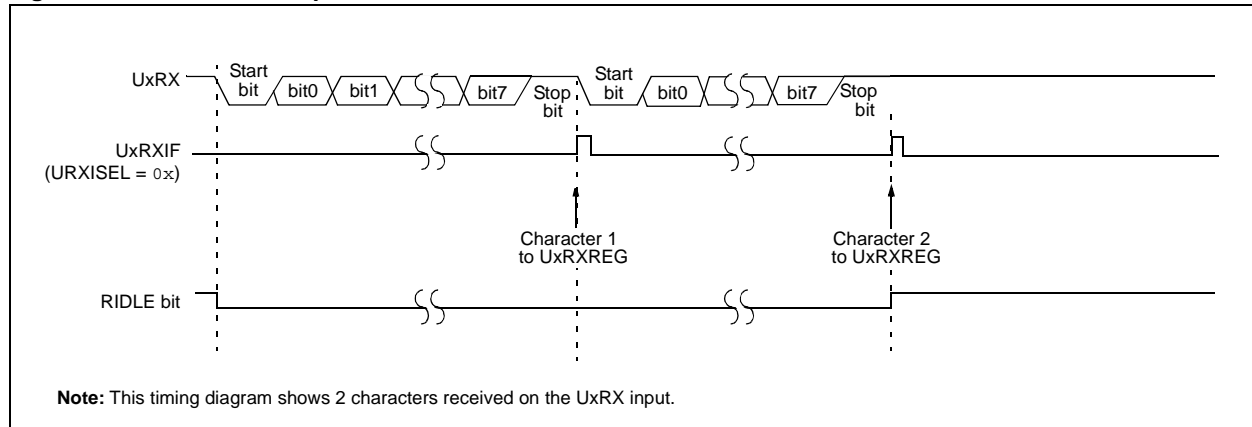 Start
bit
Start
bit
UxRX
bit0
bit1
bit7
Stop
bit
bit0
bit7
Stop
bit
UxRXIF
(URXISEL = 0x)
Character 1
to UxRXREG
Character 2
to UxRXREG
RIDLE bit
Note: This timing diagram shows 2 characters received on the UxRX input.